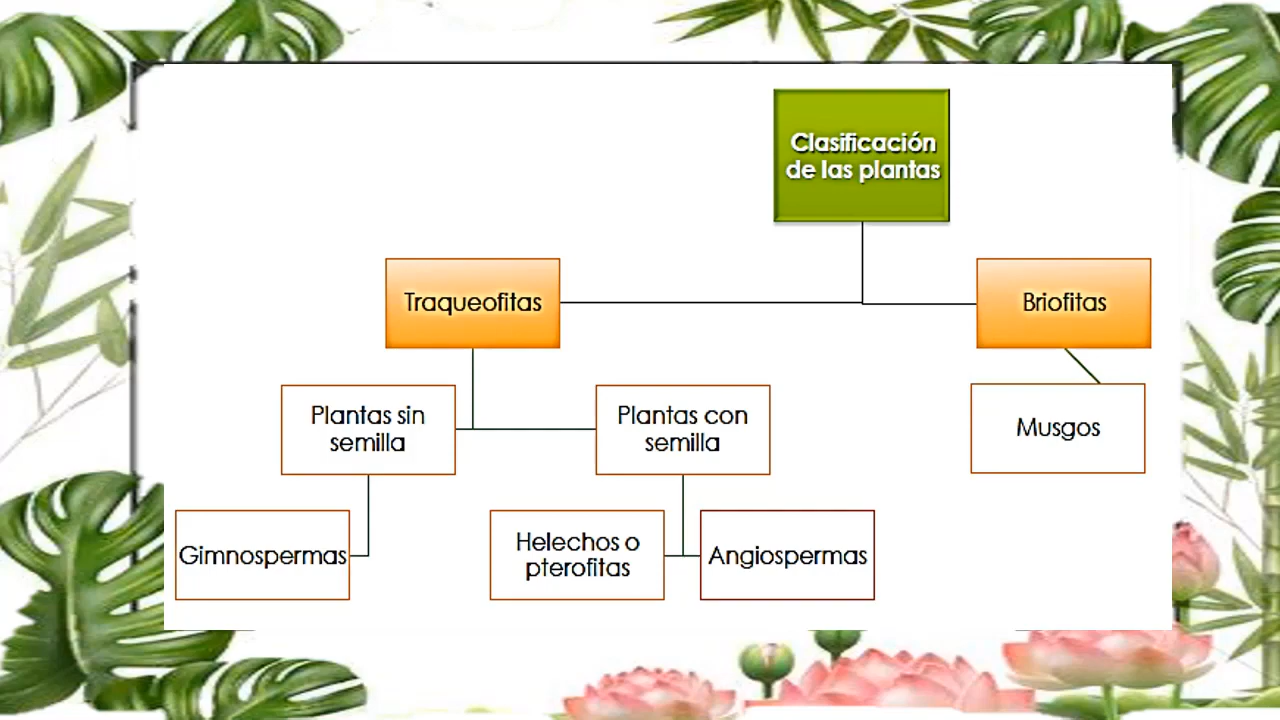 Clasificación
de las plantas
Traqueofitas
Briofitas
Plantas sin
semilla
Plantas con
semilla
Musgos
Gimnospermas
Helechos o
pterofitas
Angiospermas